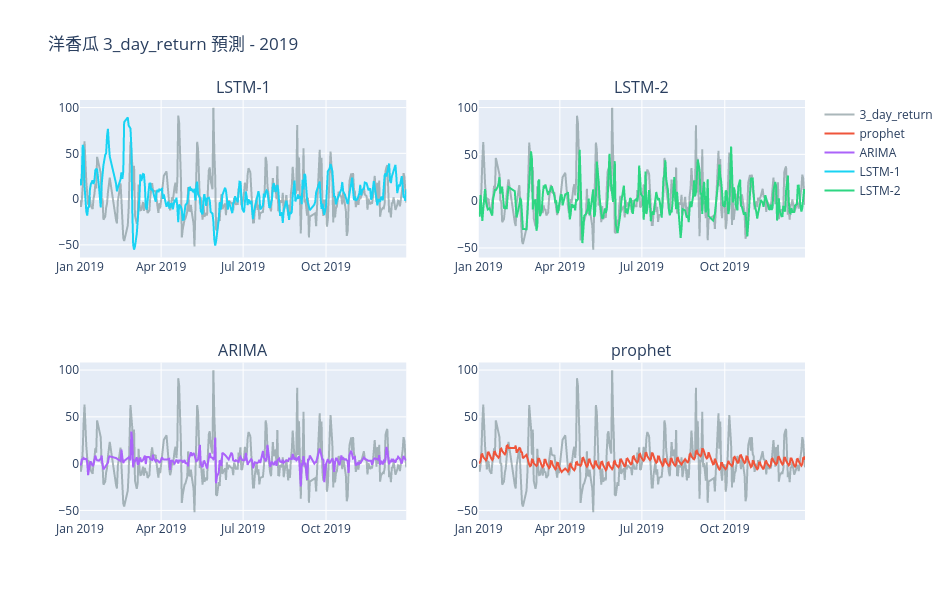 洋香瓜 3_day_return 預測 - 2019
LSTM-1
LSTM-2
100
50
0
−50
Jan 2019
Apr 2019
Jul 2019
Oct 2019
100
50
0
−50
Jan 2019
Apr 2019
Jul 2019
Oct 2019
3_day_return
prophet
ARIMA
LSTM-1
LSTM-2
ARIMA
prophet
100
50
0
−50
Jan 2019
Apr 2019
Jul 2019
Oct 2019
100
50
0
−50
Jan 2019
Apr 2019
Jul 2019
Oct 2019